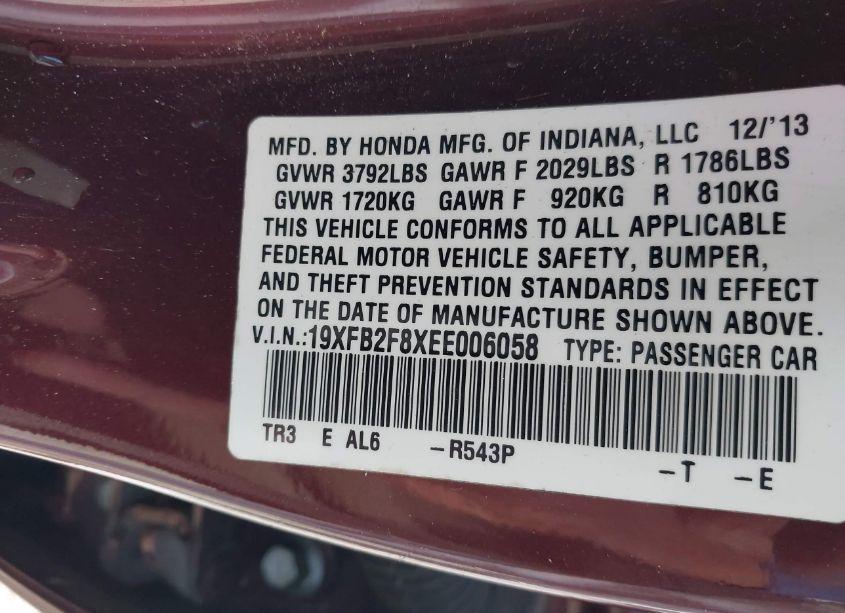 MFD. BY HONDA MFG. OF INDIANA, LLC 12/'13
GVWR 3792LBS GAWR F 2029LBS R 1786LBS
GVWR 1720KG GAWR F 920KG R 810KG
THIS VEHICLE CONFORMS TO ALL APPLICABLE
FEDERAL MOTOR VEHICLE SAFETY, BUMPER,
AND THEFT PREVENTION STANDARDS IN EFFECT
ON THE DATE OF MANUFACTURE SHOWN ABOVE.
V.I.N.:19XFB2F8XEE006058 TYPE: PASSENGER CAR
TR3 E AL6 -R543P -T -E